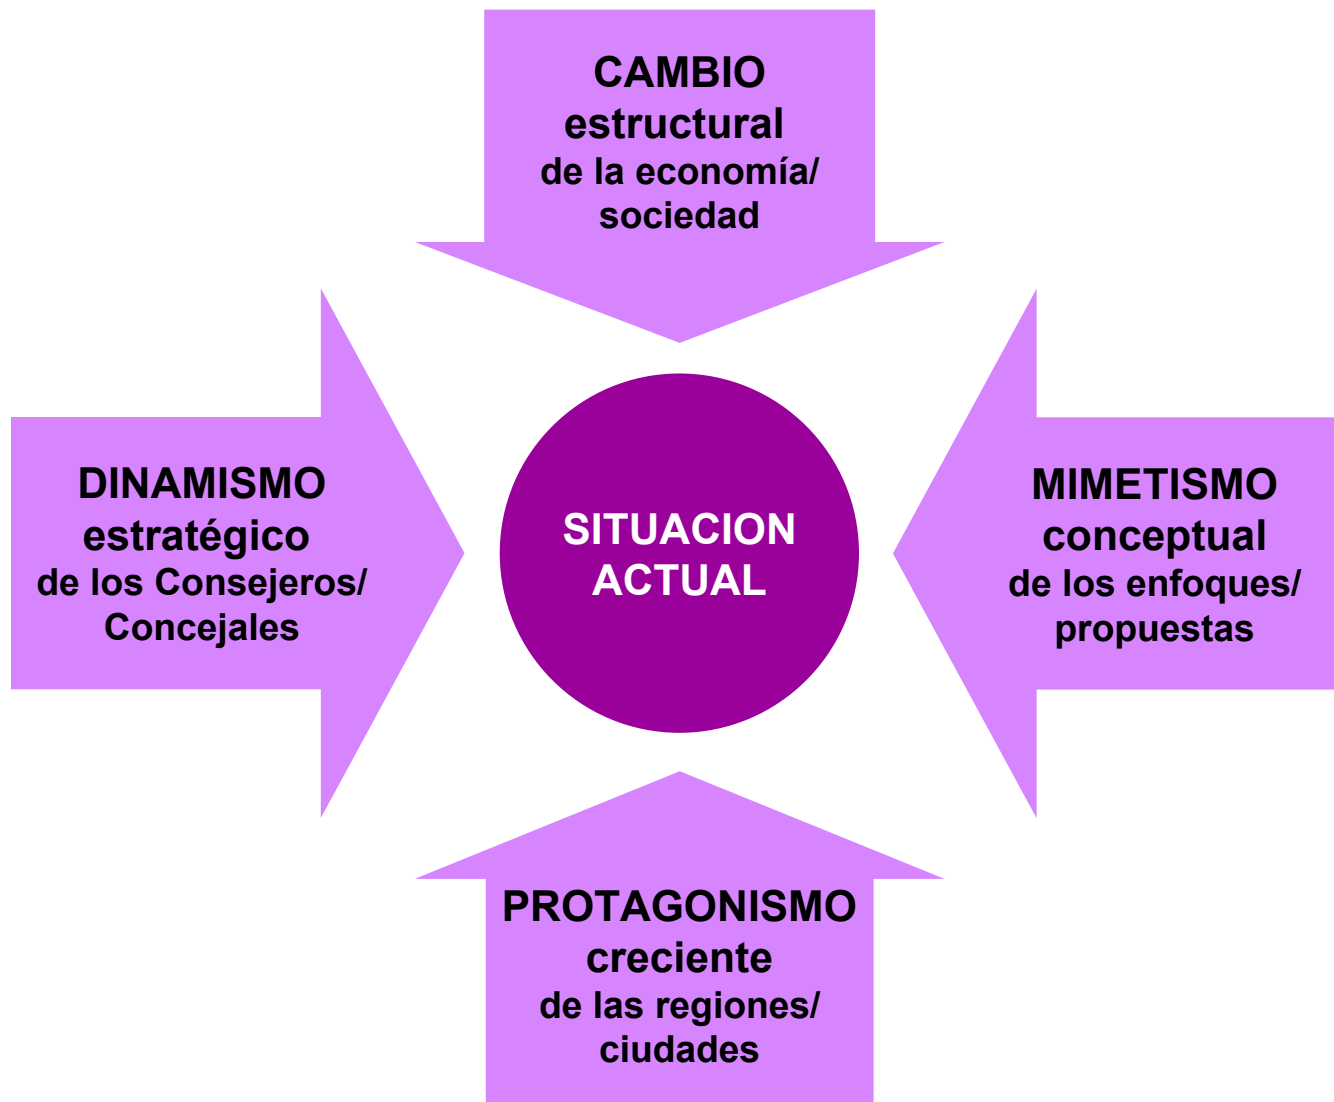 CAMBIO
estructural
de la economía/
sociedad
DINAMISMO
estratégico
de los Consejeros/
Concejales
SITUACION
ACTUAL
MIMETISMO
conceptual
de los enfoques/
propuestas
PROTAGONISMO
creciente
de las regiones/
ciudades